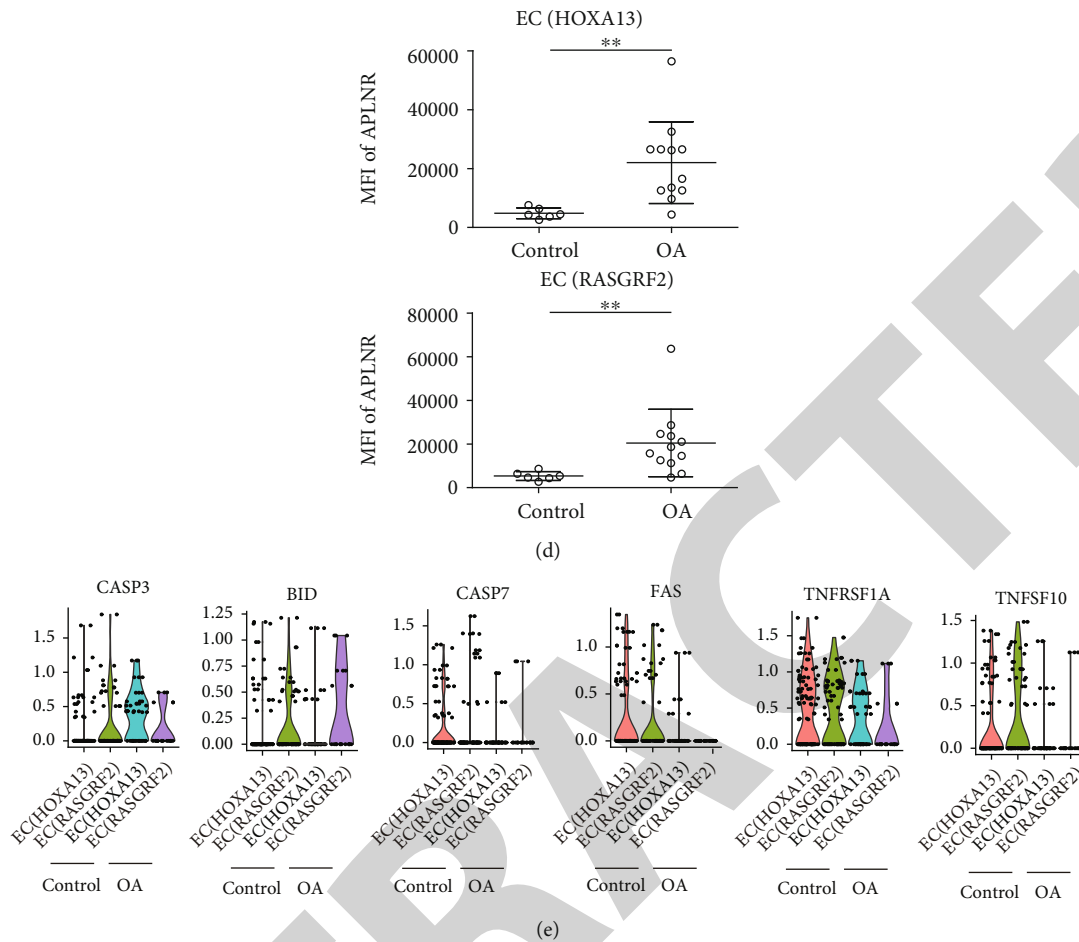 EC (HOXA13)
**
MFI of APLNR
60000
40000
20000
0
Control OA
EC (RASGRF2)
**
MFI of APLNR
80000
60000
40000
20000
0
Control OA
(d)
CASP3 BID CASP7 FAS TNFRSF1A TNFSF10
1.5
1.0
0.5
0.0
1.25
1.00
0.75
0.50
0.25
0.00
1.5
1.0
0.5
0.0
1.0
0.5
0.0
1.5
1.0
0.5
0.0
1.5
1.0
0.5
0.0
EC(HOXA13)
EC(RASGRF2)
EC(HOXA13)
EC(RASGRF2)
EC(HOXA13)
EC(RASGRF2)
EC(HOXA13)
EC(RASGRF2)
EC(HOXA13)
EC(RASGRF2)
EC(HOXA13)
EC(RASGRF2)
EC(HOXA13)
EC(RASGRF2)
EC(HOXA13)
EC(RASGRF2)
EC(HOXA13)
EC(RASGRF2)
EC(HOXA13)
EC(RASGRF2)
EC(HOXA13)
EC(RASGRF2)
EC(HOXA13)
EC(RASGRF2)
Control OA
Control OA
Control OA
Control OA
Control OA
Control OA
(e)
RACTE